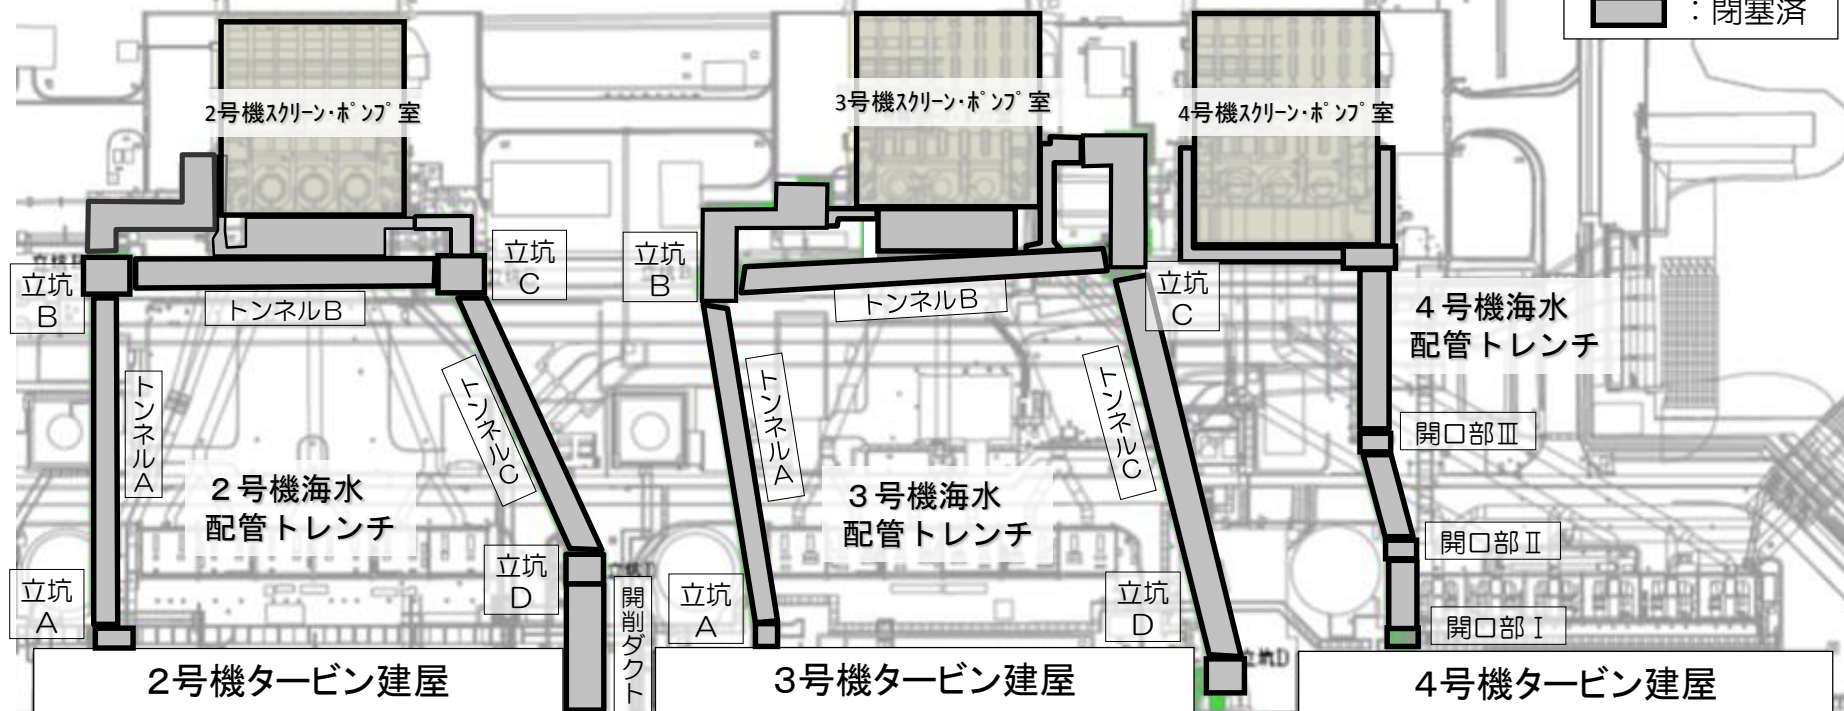 ：閉塞済
2号機スクリーン・ポンプ室
3号機スクリーン・ポンプ室
4号機スクリーン・ポンプ室
立坑
B
立坑
C
トンネルB
トンネルA
トンネルC
2号機海水
配管トレンチ
立坑
A
立坑
D
開削ダクト
2号機タービン建屋
立坑
B
立坑
C
トンネルB
トンネルA
トンネルC
3号機海水
配管トレンチ
立坑
A
立坑
D
立坑D
3号機タービン建屋
4号機海水
配管トレンチ
開口部Ⅲ
開口部Ⅱ
開口部Ⅰ
4号機タービン建屋